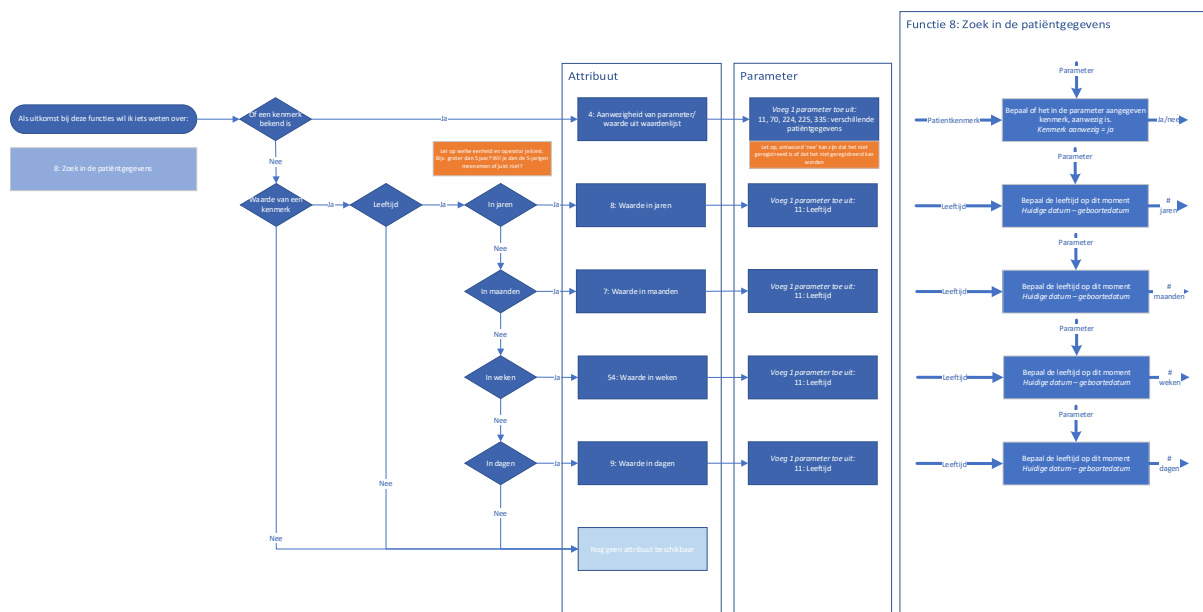 Functie 8: Zoek in de patiëntgegevens
Attribuut
Parameter
Als uitkomst bij deze functies wil ik iets weten over:
8: Zoek in de patiëntgegevens
Of een kenmerk
bekend is
Ja
4: Aanwezigheid van parameter/
waarde uit waardenlijst
Voeg 1 parameter toe uit:
11, 70, 224, 225, 335: verschillende
patiëntgegevens
Let op, antwoord 'nee' kan zijn dat het niet
geregistreerd is of dat het niet geregistreerd kan
worden
Parameter
Patientkenmerk
Bepaal of het in de parameter aangegeven
kenmerk, aanwezig is.
Kenmerk aanwezig = ja
Ja/nee
Nee
Let op welke eenheid en operator je kiest.
Bijv. groter dan 5 jaar? Wil je dan de 5-jarigen
meenemen of juist niet?
Waarde van een
kenmerk
Ja
Leeftijd
Ja
In jaren
Ja
8: Waarde in jaren
Voeg 1 parameter toe uit:
11: Leeftijd
Parameter
Leeftijd
Bepaal de leeftijd op dit moment
Huidige datum – geboortedatum
#
jaren
Nee
In maanden
Ja
7: Waarde in maanden
Voeg 1 parameter toe uit:
11: Leeftijd
Parameter
Leeftijd
Bepaal de leeftijd op dit moment
Huidige datum – geboortedatum
#
maanden
Nee
In weken
Ja
54: Waarde in weken
Voeg 1 parameter toe uit:
11: Leeftijd
Parameter
Leeftijd
Bepaal de leeftijd op dit moment
Huidige datum – geboortedatum
#
weken
Nee
In dagen
Ja
9: Waarde in dagen
Voeg 1 parameter toe uit:
11: Leeftijd
Parameter
Leeftijd
Bepaal de leeftijd op dit moment
Huidige datum – geboortedatum
#
dagen
Nee
Nee
Nee
Nog geen attribuut beschikbaar